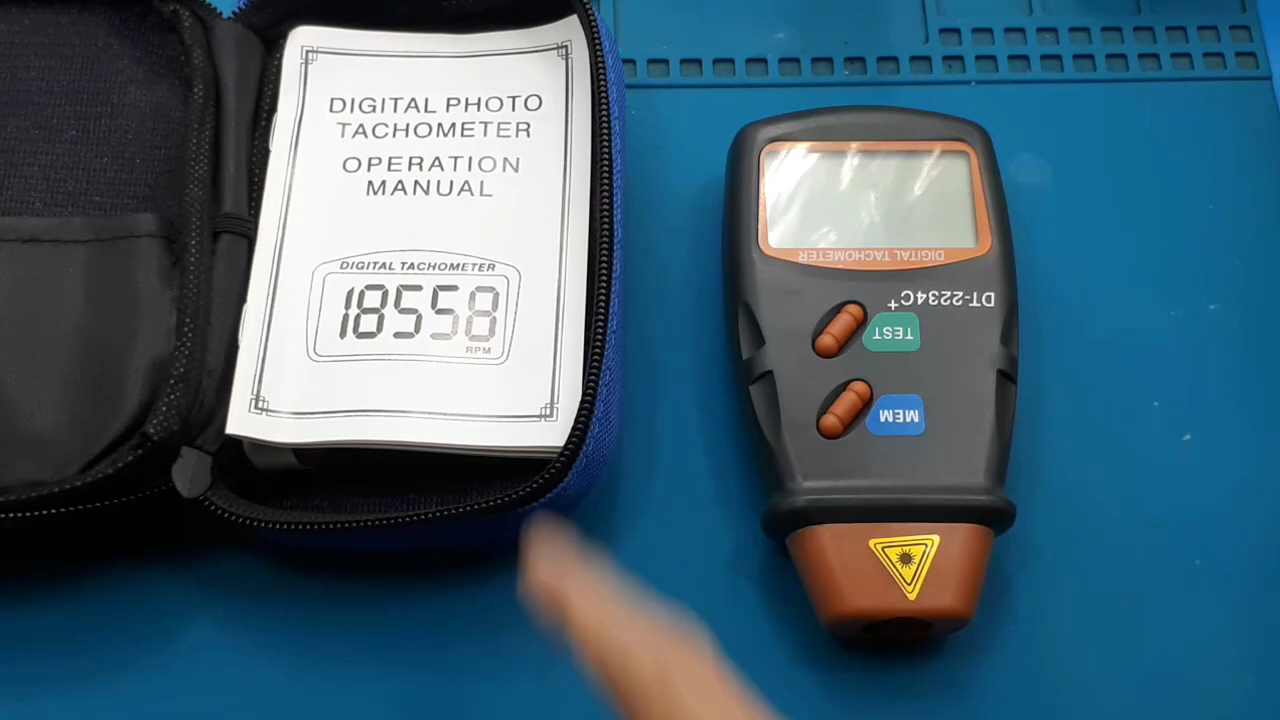 DIGITAL PHOTO
TACHOMETER
OPERATION
MANUAL
DIGITAL TACHOMETER
18558
RPM
DIGITAL TACHOMETER
DT-2234C+
TEST
MEM